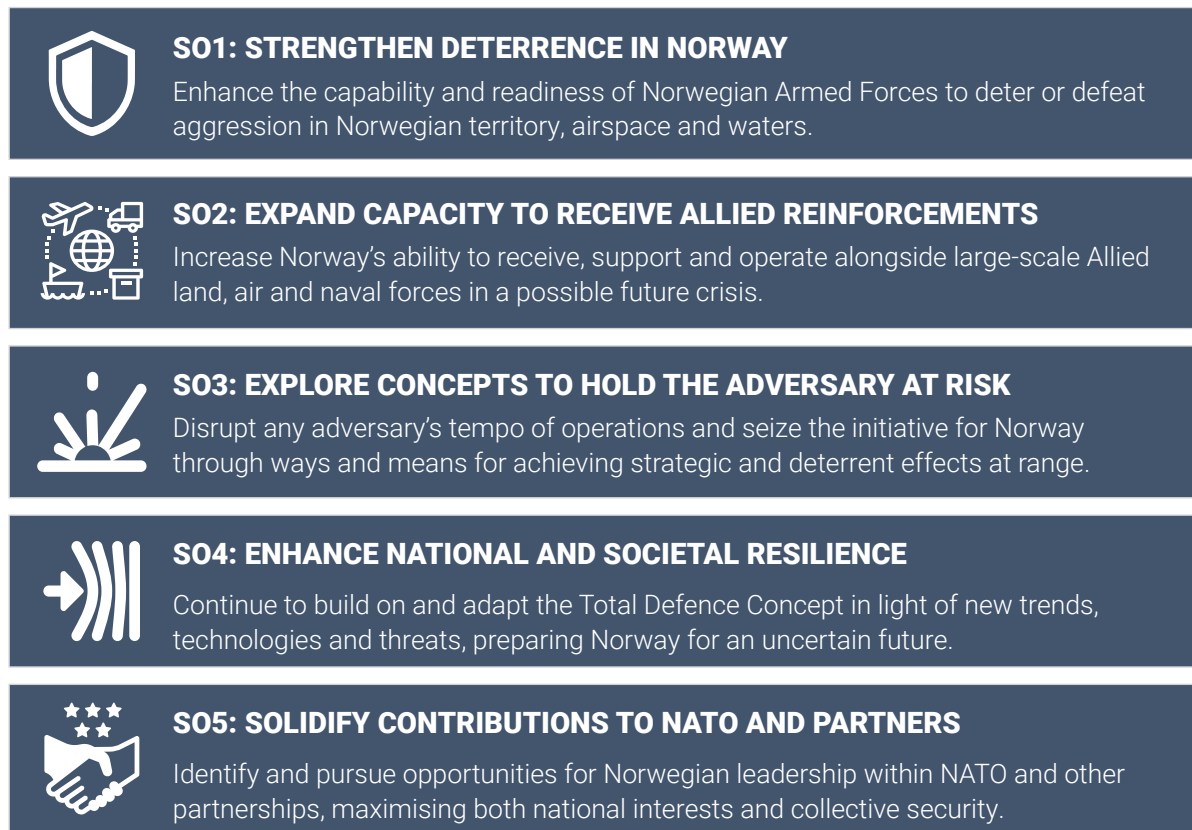 SO1: STRENGTHEN DETERRENCE IN NORWAY
Enhance the capability and readiness of Norwegian Armed Forces to deter or defeat
aggression in Norwegian territory, airspace and waters.
SO2: EXPAND CAPACITY TO RECEIVE ALLIED REINFORCEMENTS
Increase Norway’s ability to receive, support and operate alongside large-scale Allied
land, air and naval forces in a possible future crisis.
SO3: EXPLORE CONCEPTS TO HOLD THE ADVERSARY AT RISK
Disrupt any adversary’s tempo of operations and seize the initiative for Norway
through ways and means for achieving strategic and deterrent effects at range.
SO4: ENHANCE NATIONAL AND SOCIETAL RESILIENCE
Continue to build on and adapt the Total Defence Concept in light of new trends,
technologies and threats, preparing Norway for an uncertain future.
SO5: SOLIDIFY CONTRIBUTIONS TO NATO AND PARTNERS
Identify and pursue opportunities for Norwegian leadership within NATO and other
partnerships, maximising both national interests and collective security.